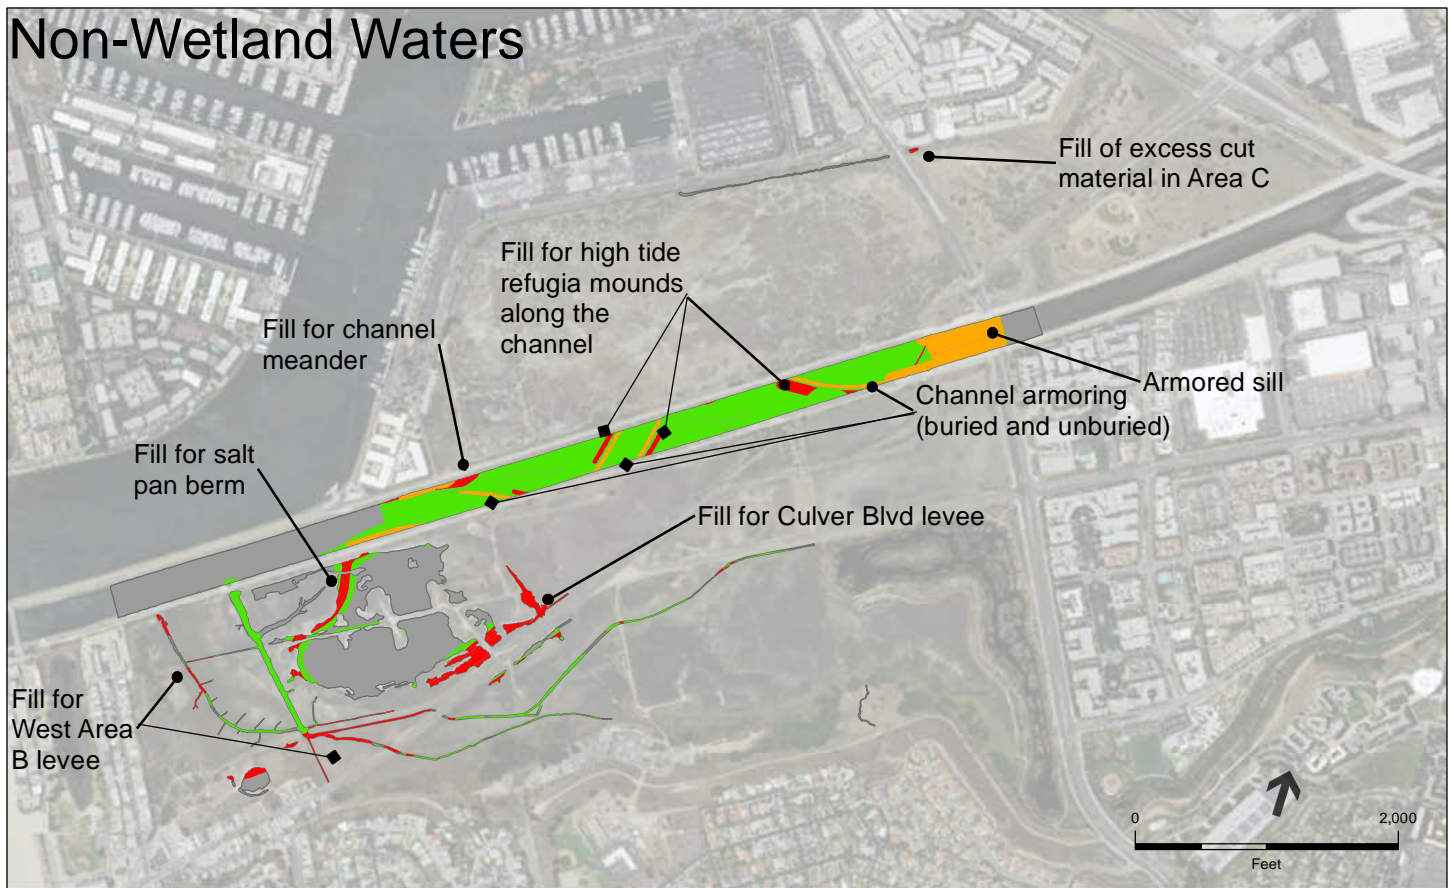 Non-Wetland Waters
Fill of excess cut
material in Area C
Fill for high tide
refugia mounds
along the
channel
Fill for channel
meander
Armored sill
Channel armoring
(buried and unburied)
Fill for salt
pan berm
Fill for Culver Blvd levee
Fill for
West Area
B levee
0
2,000
Feet